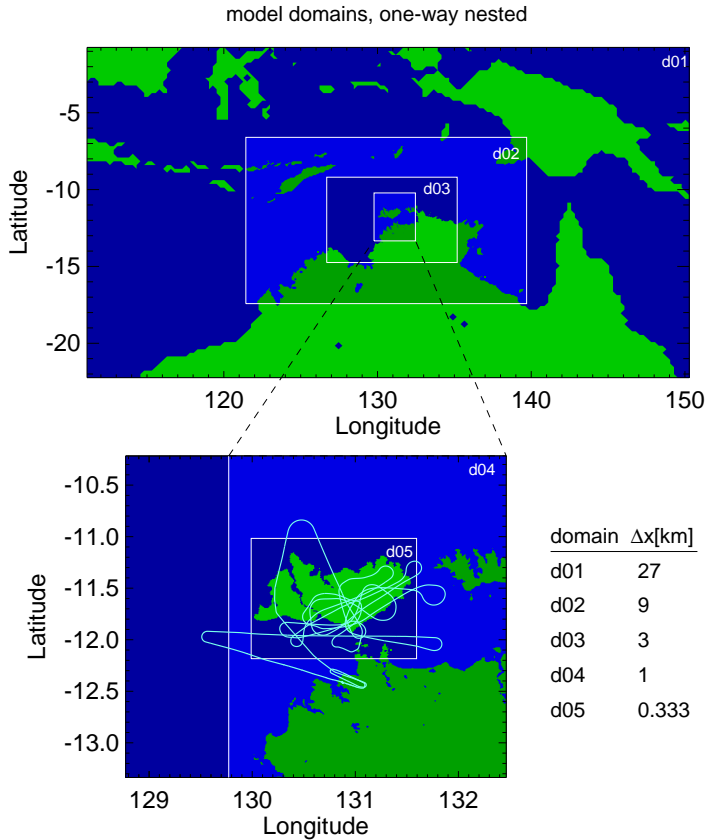 model domains, one-way nested
d01
-5
d02
-10
d03
-15
-20
Latitude
120
130
140
150
Longitude
-10.5
d04
-11.0
d05
-11.5
-12.0
-12.5
-13.0
Latitude
129
130
131
132
Longitude
domain Δx[km]
d01 27
d02 9
d03 3
d04 1
d05 0.333